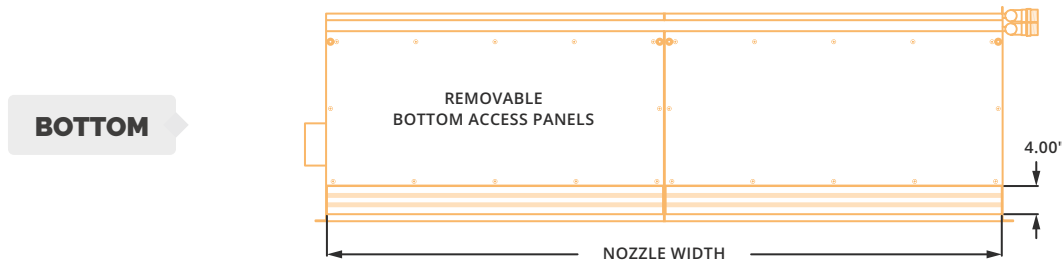 REMOVABLE
BOTTOM ACCESS PANELS
BOTTOM
4.00'
NOZZLE WIDTH